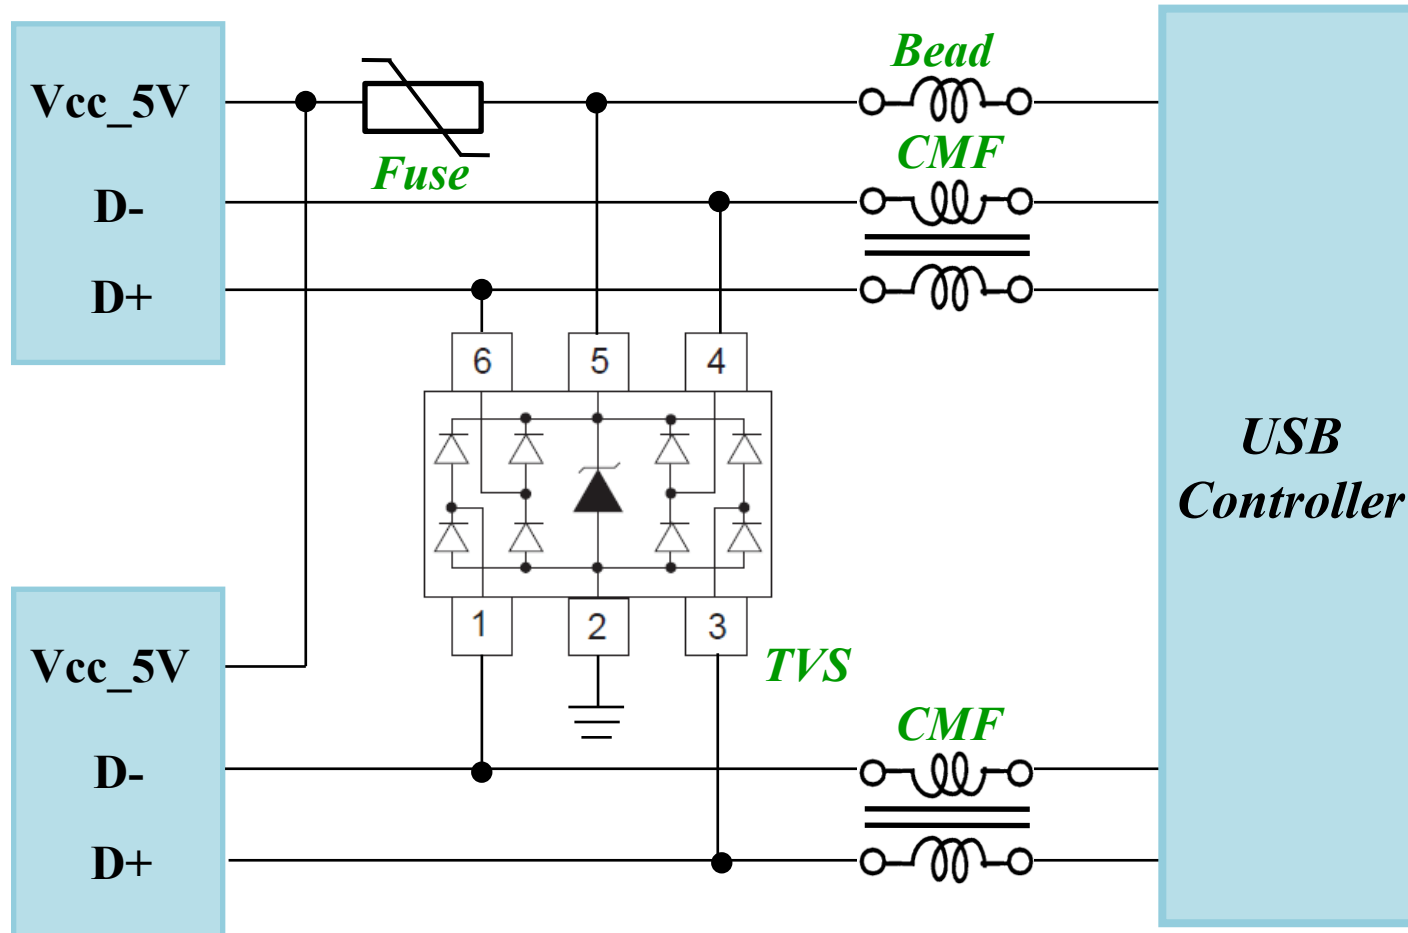 Vcc_5V
D-
D+
Fuse
Bead
CMF
6
5
4
1
2
3
TVS
USB
Controller
Vcc_5V
D-
D+
CMF